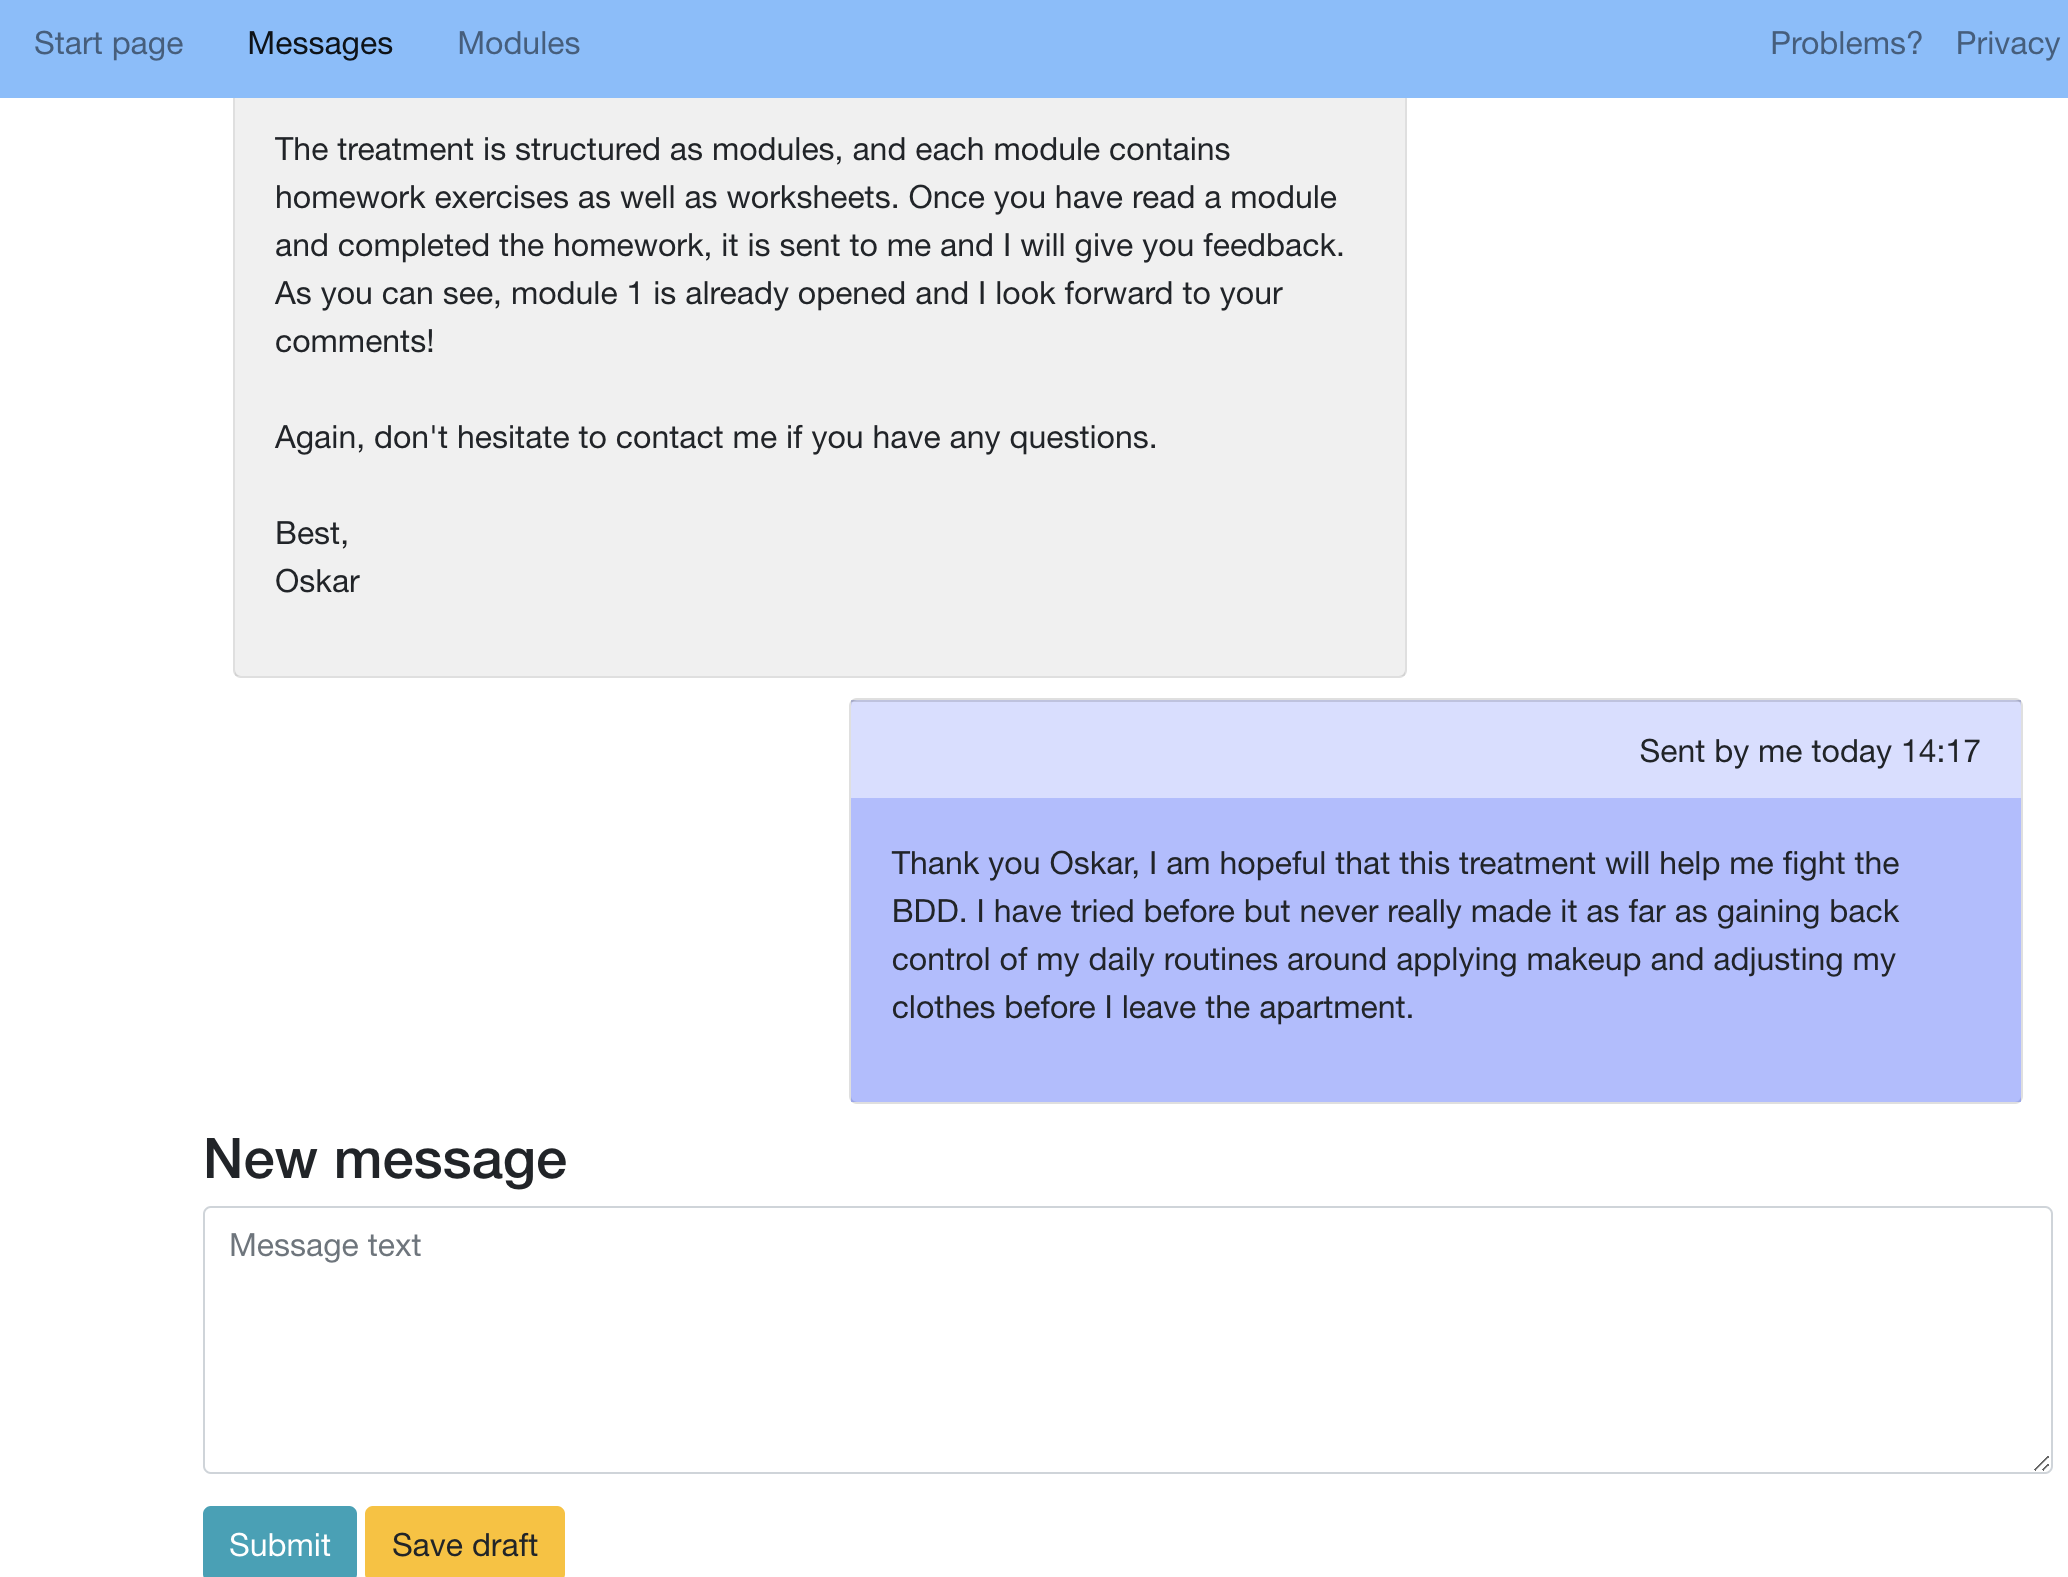 Start page Messages Modules Problems? Privacy
The treatment is structured as modules, and each module contains
homework exercises as well as worksheets. Once you have read a module
and completed the homework, it is sent to me and I will give you feedback.
As you can see, module 1 is already opened and I look forward to your
comments!
Again, don't hesitate to contact me if you have any questions.
Best,
Oskar
Sent by me today 14:17
Thank you Oskar, I am hopeful that this treatment will help me fight the
BDD. I have tried before but never really made it as far as gaining back
control of my daily routines around applying makeup and adjusting my
clothes before I leave the apartment.
New message
Message text
Submit Save draft